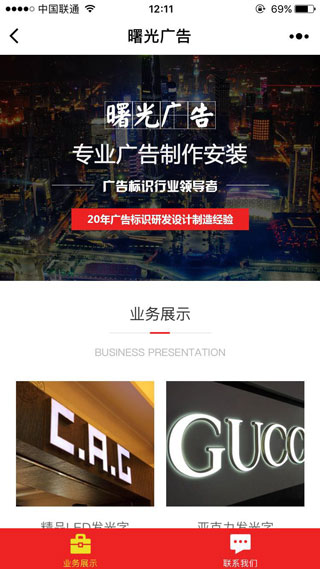 中国联通 12:11 69%
曙光广告
曙光广告
专业广告制作安装
广告标识行业领导者
20年广告标识研发设计制造经验
业务展示
BUSINESS PRESENTATION
C.A.G
GUCC
精品LED发光字
亚克力发光字
业务展示
联系我们